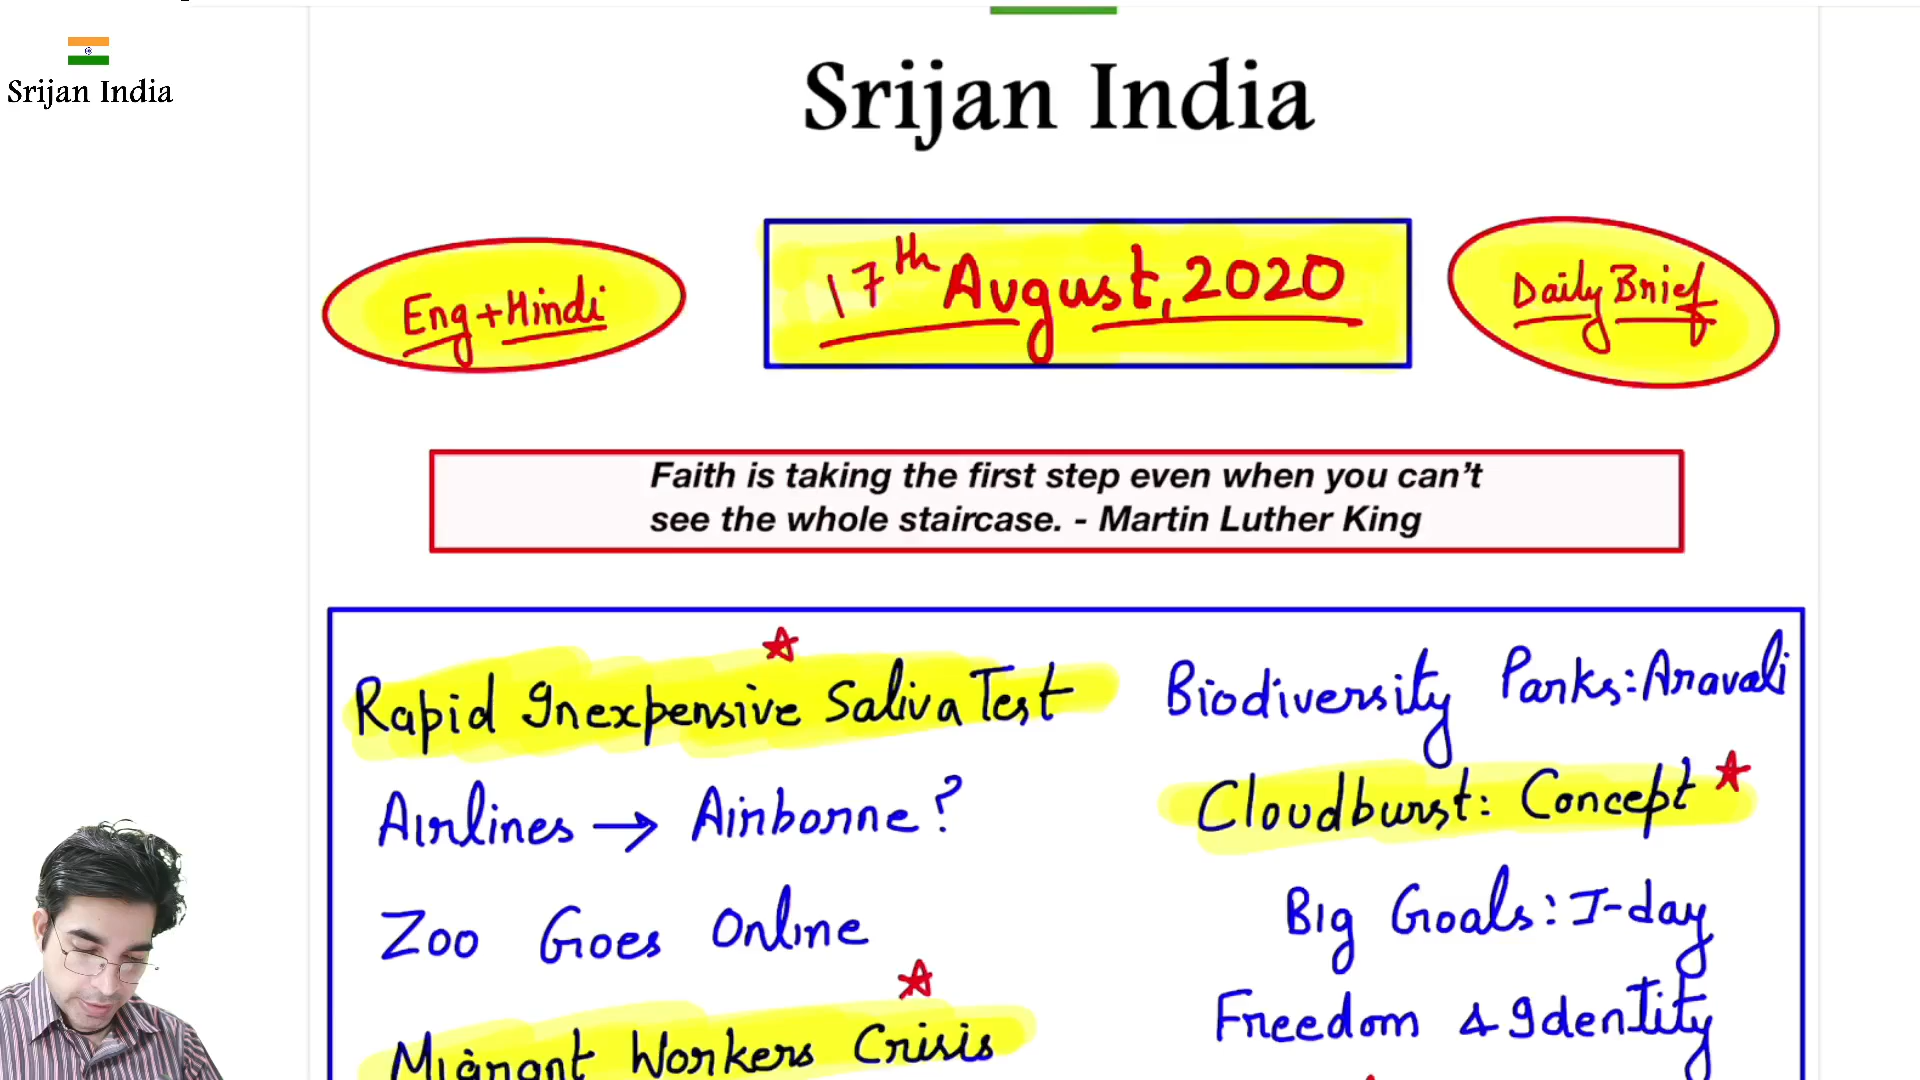 Srijan India
Srijan India
Eng + Hindi
17th August, 2020
Daily Brief
Faith is taking the first step even when you can't
see the whole staircase. - Martin Luther King
Rapid Inexpensive Saliva Test
Airlines → Airborne?
Zoo Goes Online
Migrant Workers Crisis
Biodiversity Parks: Aravali
Cloudburst: Concept
Big Goals: I-day
Freedom & Identity